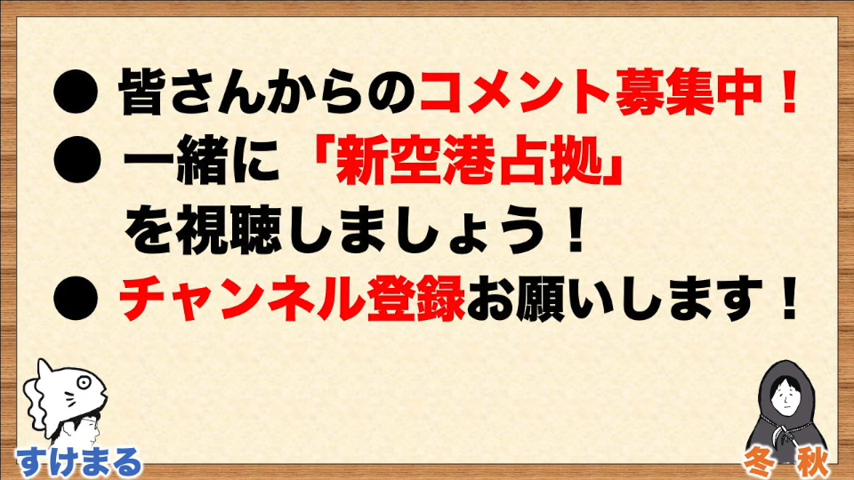 ● 皆さんからのコメント募集中！
● 一緒に「新空港占拠」
を視聴しましょう！
● チャンネル登録お願いします！
すけまる
冬 秋